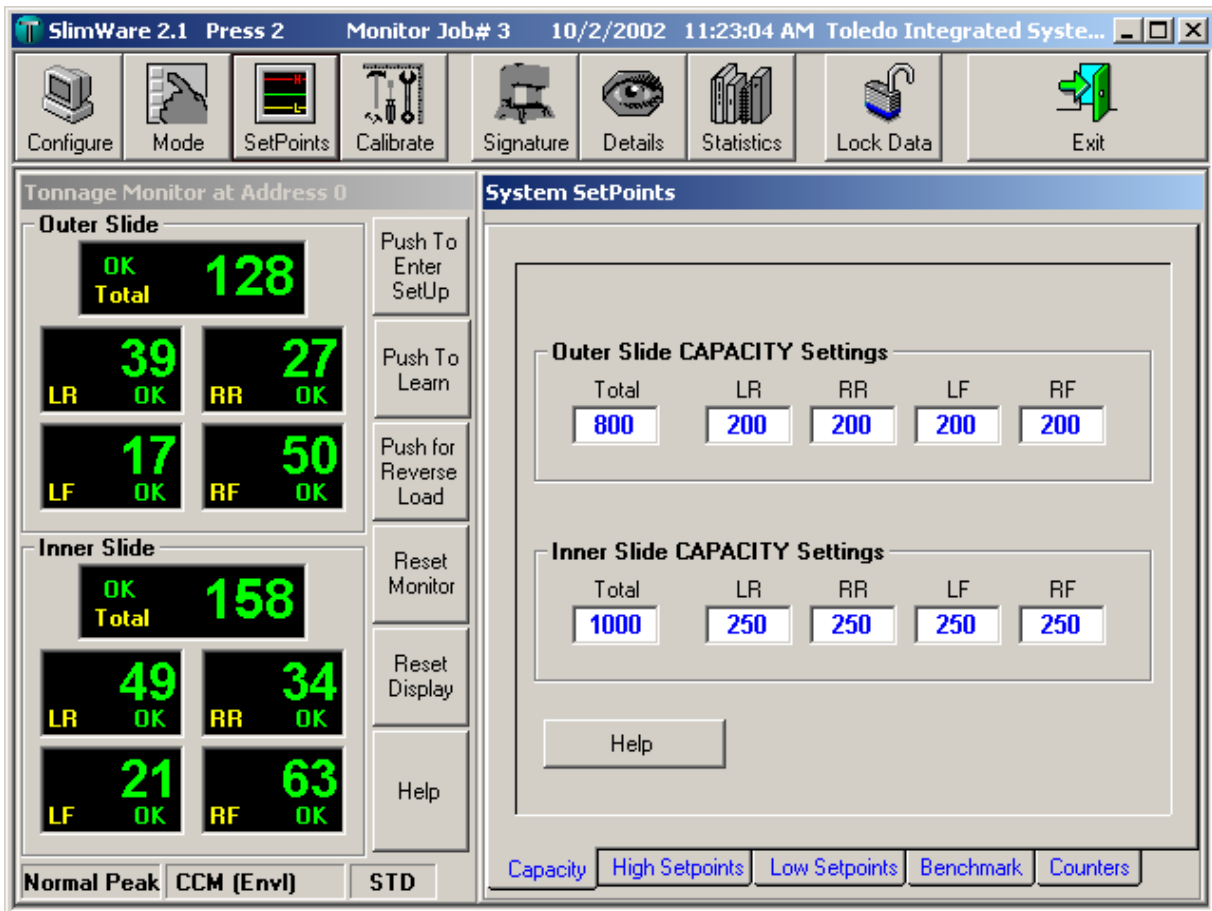 SlimWare 2.1 Press 2 Monitor Job# 3 10/2/2002 11:23:04 AM Toledo Integrated Syste...
Configure Mode SetPoints Calibrate Signature Details Statistics Lock Data Exit
Tonnage Monitor at Address 0
Outer Slide
OK
Total
128
39
LR OK
27
RR OK
17
LF OK
50
RF OK
Inner Slide
OK
Total
158
49
LR OK
34
RR OK
21
LF OK
63
RF OK
Normal Peak CCM (Envl) STD
Push To
Enter
SetUp
Push To
Learn
Push for
Reverse
Load
Reset
Monitor
Reset
Display
Help
System SetPoints
Outer Slide CAPACITY Settings
Total LR RR LF RF
800 200 200 200 200
Inner Slide CAPACITY Settings
Total LR RR LF RF
1000 250 250 250 250
Help
Capacity High Setpoints Low Setpoints Benchmark Counters